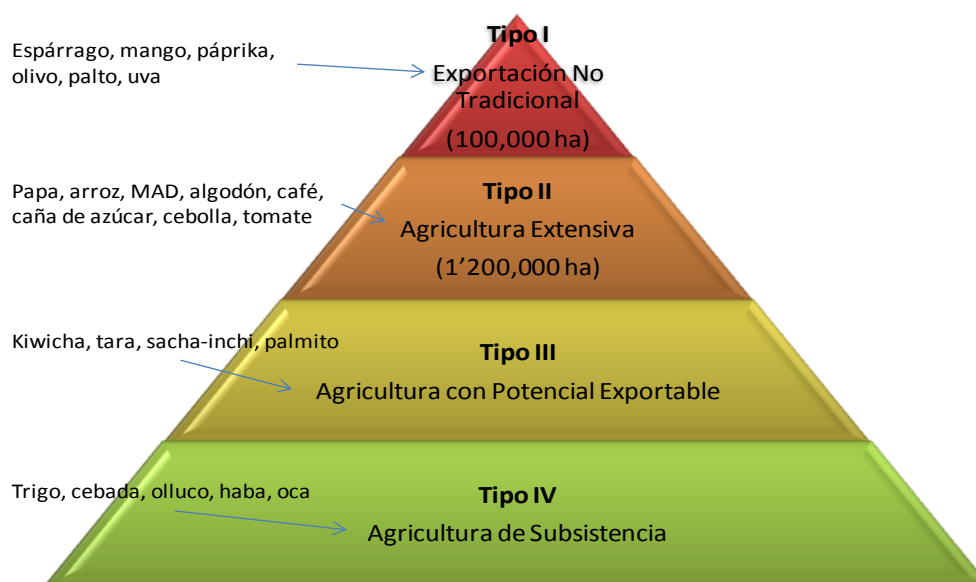 Espárrago, mango, páprika,
olivo, palto, uva
Tipo I
Exportación No
Tradicional
(100,000 ha)
Papa, arroz, MAD, algodón, café,
caña de azúcar, cebolla, tomate
Tipo II
Agricultura Extensiva
(1’200,000 ha)
Kiwicha, tara, sacha-inchi, palmito
Tipo III
Agricultura con Potencial Exportable
Trigo, cebada, olluco, haba, oca
Tipo IV
Agricultura de Subsistencia